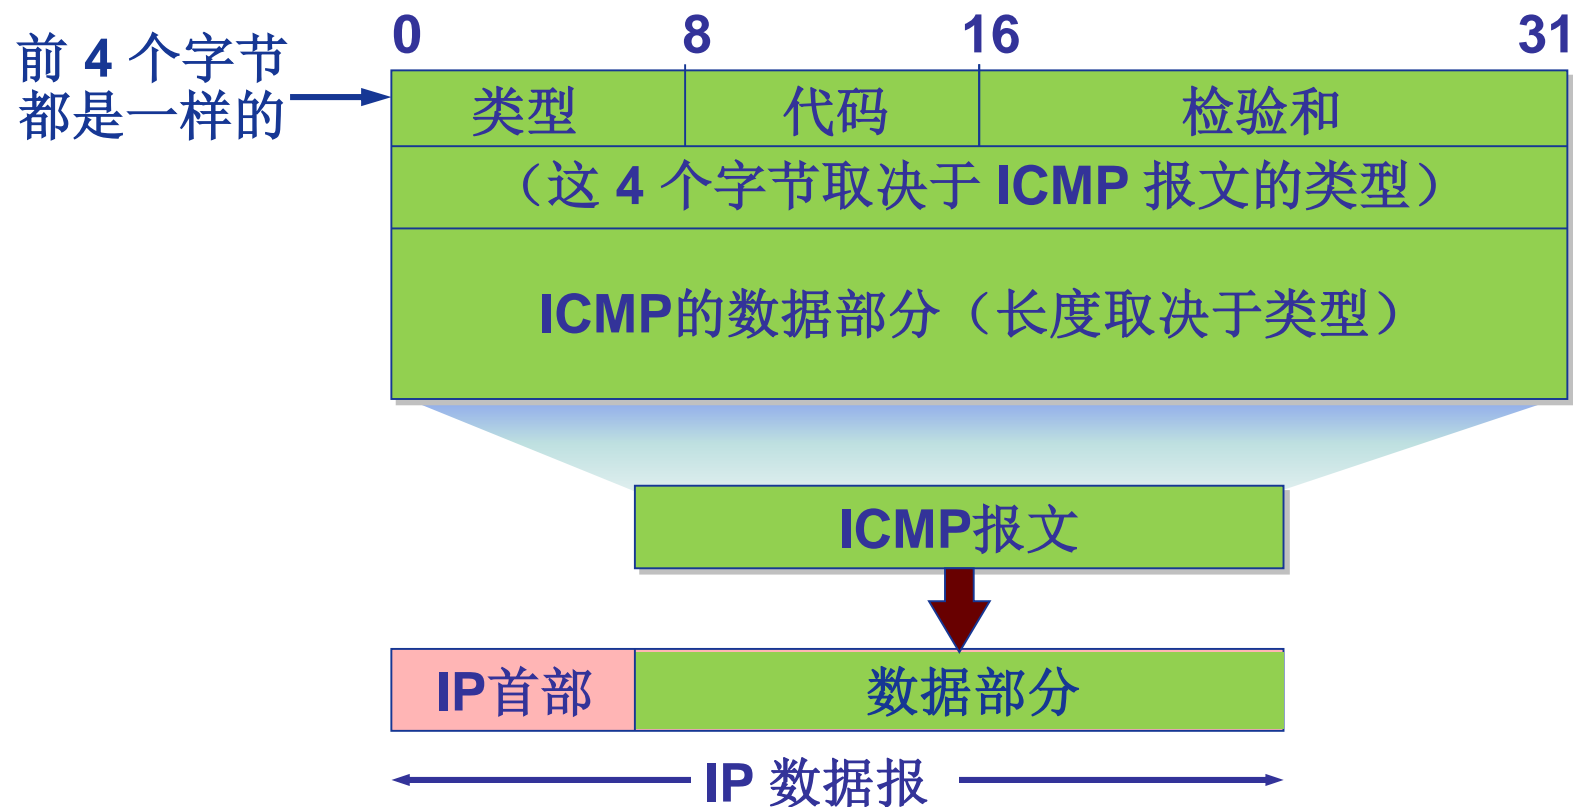 0 8 16 31
前 4 个字节
都是一样的
类型 代码 检验和
（这 4 个字节取决于 ICMP 报文的类型）
ICMP的数据部分（长度取决于类型）
ICMP报文
IP首部 数据部分
IP 数据报